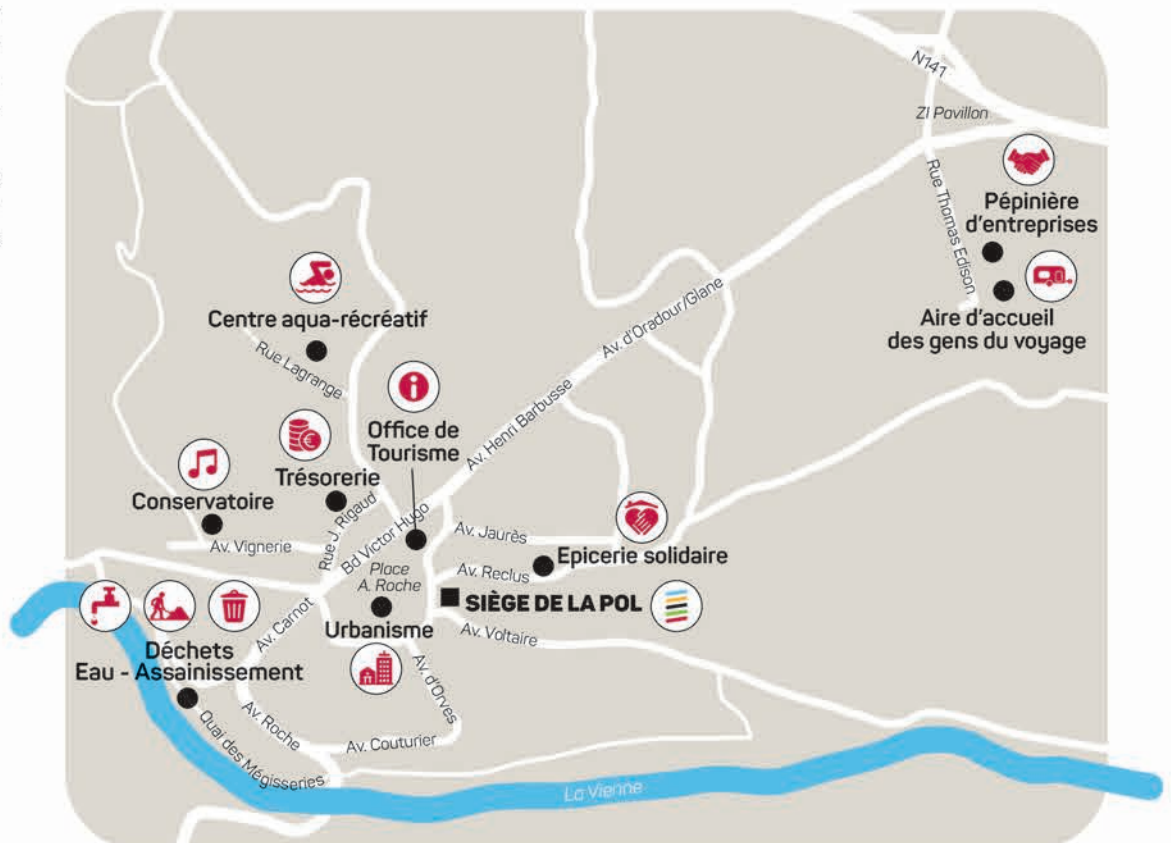 N141
ZI Pavillon
Rue Thomas Edison
Pépinière
d'entreprises
Aire d'accueil
des gens du voyage
Centre aqua-récréatif
Rue Lagrange
Av. d'Oradour/Glane
Av. Henri Barbusse
Office de
Tourisme
Trésorerie
Conservatoire
Rue J. Rigaud
Bd Victor Hugo
Av. Vignerie
Av. Jaurès
Epicerie solidaire
Place
A. Roche
Av. Reclus
SIÈGE DE LA POL
Urbanisme
Av. Voltaire
Av. Carnot
Déchets
Eau - Assainissement
Av. d'Orves
Av. Roche
Av. Couturier
Quai des Mégisseries
La Vienne